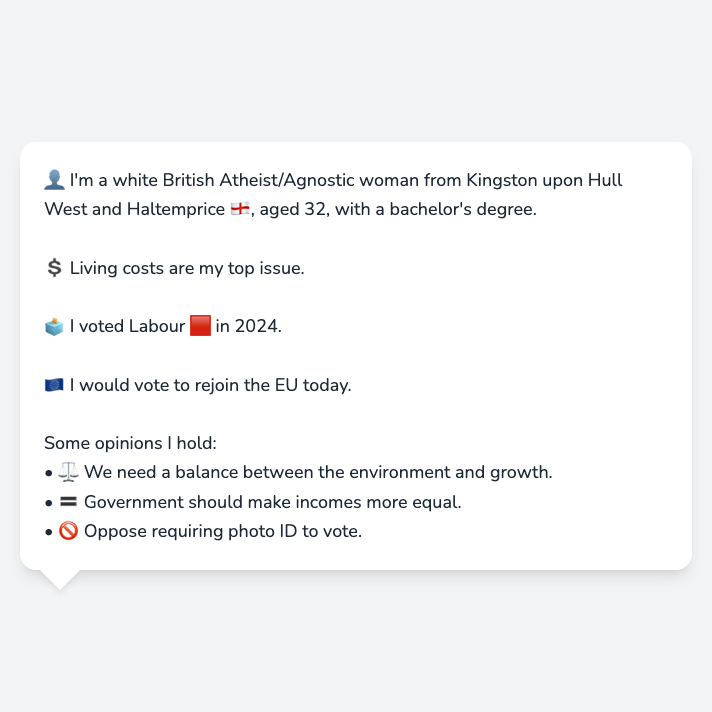 👤 I'm a white British Atheist/Agnostic woman from Kingston upon Hull
West and Haltemprice 🏴󠁧󠁢󠁥󠁮󠁧󠁿, aged 32, with a bachelor's degree.
💲 Living costs are my top issue.
🗳️ I voted Labour 🟥 in 2024.
🇪🇺 I would vote to rejoin the EU today.
Some opinions I hold:
• ⚖️ We need a balance between the environment and growth.
• 🟰 Government should make incomes more equal.
• 🚫 Oppose requiring photo ID to vote.